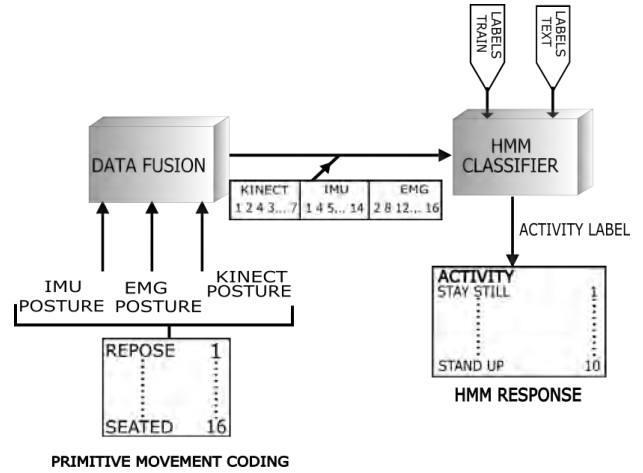 LABELS
TRAIN
LABELS
TEXT
DATA FUSION
HMM
CLASSIFIER
KINECT IMU EMG
1 2 4 3... 7 1 4 5... 14 2 8 12... 16
ACTIVITY LABEL
IMU
POSTURE
EMG
POSTURE
KINECT
POSTURE
ACTIVITY
STAY STILL 1
STAND UP 10
HMM RESPONSE
REPOSE 1
SEATED 16
PRIMITIVE MOVEMENT CODING